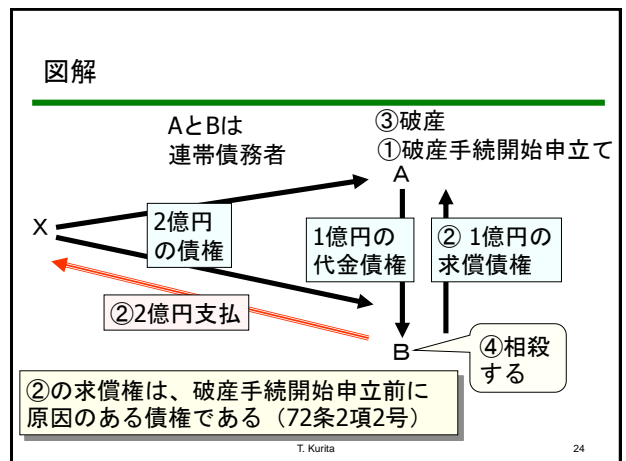 図解
AとBは
連帯債務者
③破産
①破産手続開始申立て
A
X
2億円
の債権
1億円の
代金債権
② 1億円の
求償債権
②2億円支払
B
④相殺
する
②の求償権は、破産手続開始申立前に
原因のある債権である（72条2項2号）
T. Kurita
24